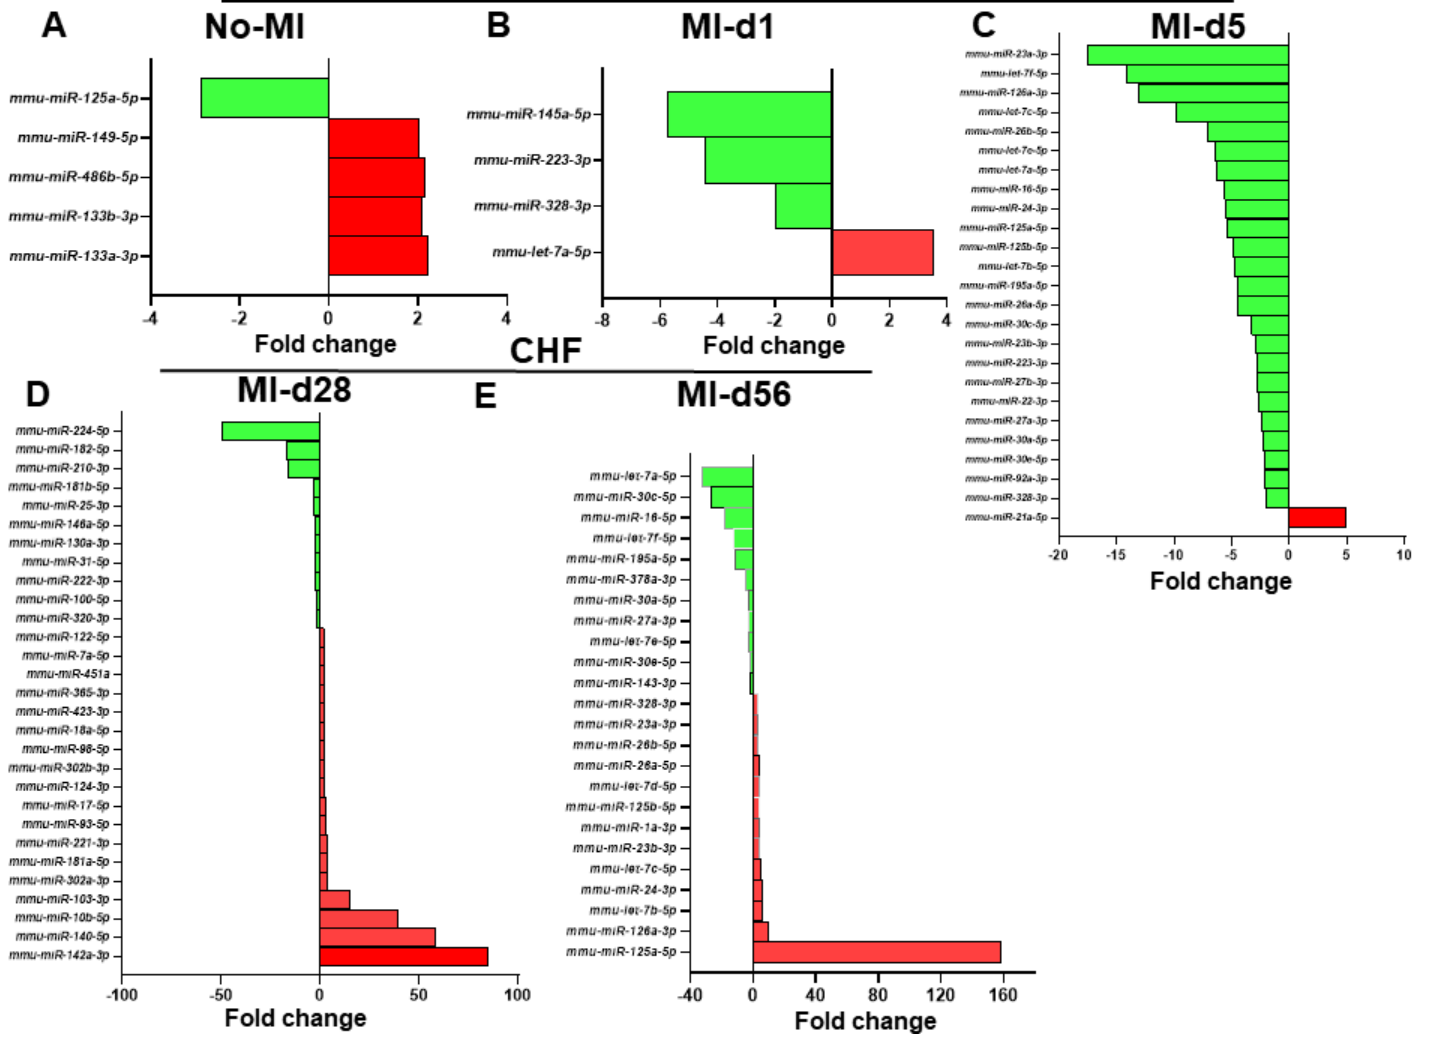 A
No-MI
mmu-miR-125a-5p
mmu-miR-149-5p
mmu-miR-486b-5p
mmu-miR-133b-3p
mmu-miR-133a-3p
-4 -2 0 2 4
Fold change
B
MI-d1
mmu-miR-145a-5p
mmu-miR-223-3p
mmu-miR-328-3p
mmu-let-7a-5p
-8 -6 -4 -2 0 2 4
Fold change
C
MI-d5
mmu-miR-23a-3p
mmu-let-7f-5p
mmu-miR-126a-3p
mmu-let-7c-5p
mmu-miR-26b-5p
mmu-let-7e-5p
mmu-let-7a-5p
mmu-miR-16-5p
mmu-miR-24-3p
mmu-miR-125a-5p
mmu-miR-125b-5p
mmu-let-7b-5p
mmu-miR-195a-5p
mmu-miR-26a-5p
mmu-miR-30c-5p
mmu-miR-23b-3p
mmu-miR-223-3p
mmu-miR-27b-3p
mmu-miR-22-3p
mmu-miR-27a-3p
mmu-miR-30a-5p
mmu-miR-30e-5p
mmu-miR-92a-3p
mmu-miR-328-3p
mmu-miR-21a-5p
-20 -15 -10 -5 0 5 10
Fold change
CHF
D
MI-d28
mmu-miR-224-5p
mmu-miR-182-5p
mmu-miR-210-3p
mmu-miR-181b-5p
mmu-miR-25-3p
mmu-miR-146a-5p
mmu-miR-130a-3p
mmu-miR-31-5p
mmu-miR-222-3p
mmu-miR-100-5p
mmu-miR-320-3p
mmu-miR-122-5p
mmu-miR-7a-5p
mmu-miR-451a
mmu-miR-365-3p
mmu-miR-423-3p
mmu-miR-18a-5p
mmu-miR-98-5p
mmu-miR-302b-3p
mmu-miR-124-3p
mmu-miR-17-5p
mmu-miR-93-5p
mmu-miR-221-3p
mmu-miR-181a-5p
mmu-miR-302a-3p
mmu-miR-103-3p
mmu-miR-10b-5p
mmu-miR-140-5p
mmu-miR-142a-3p
-100 -50 0 50 100
Fold change
E
MI-d56
mmu-let-7a-5p
mmu-miR-30c-5p
mmu-miR-16-5p
mmu-let-7f-5p
mmu-miR-195a-5p
mmu-miR-378a-3p
mmu-miR-30a-5p
mmu-miR-27a-3p
mmu-let-7e-5p
mmu-miR-30e-5p
mmu-miR-143-3p
mmu-miR-328-3p
mmu-miR-23a-3p
mmu-miR-26b-5p
mmu-miR-26a-5p
mmu-let-7d-5p
mmu-miR-125b-5p
mmu-miR-1a-3p
mmu-miR-23b-3p
mmu-let-7c-5p
mmu-miR-24-3p
mmu-let-7b-5p
mmu-miR-126a-3p
mmu-miR-125a-5p
-40 0 40 80 120 160
Fold change